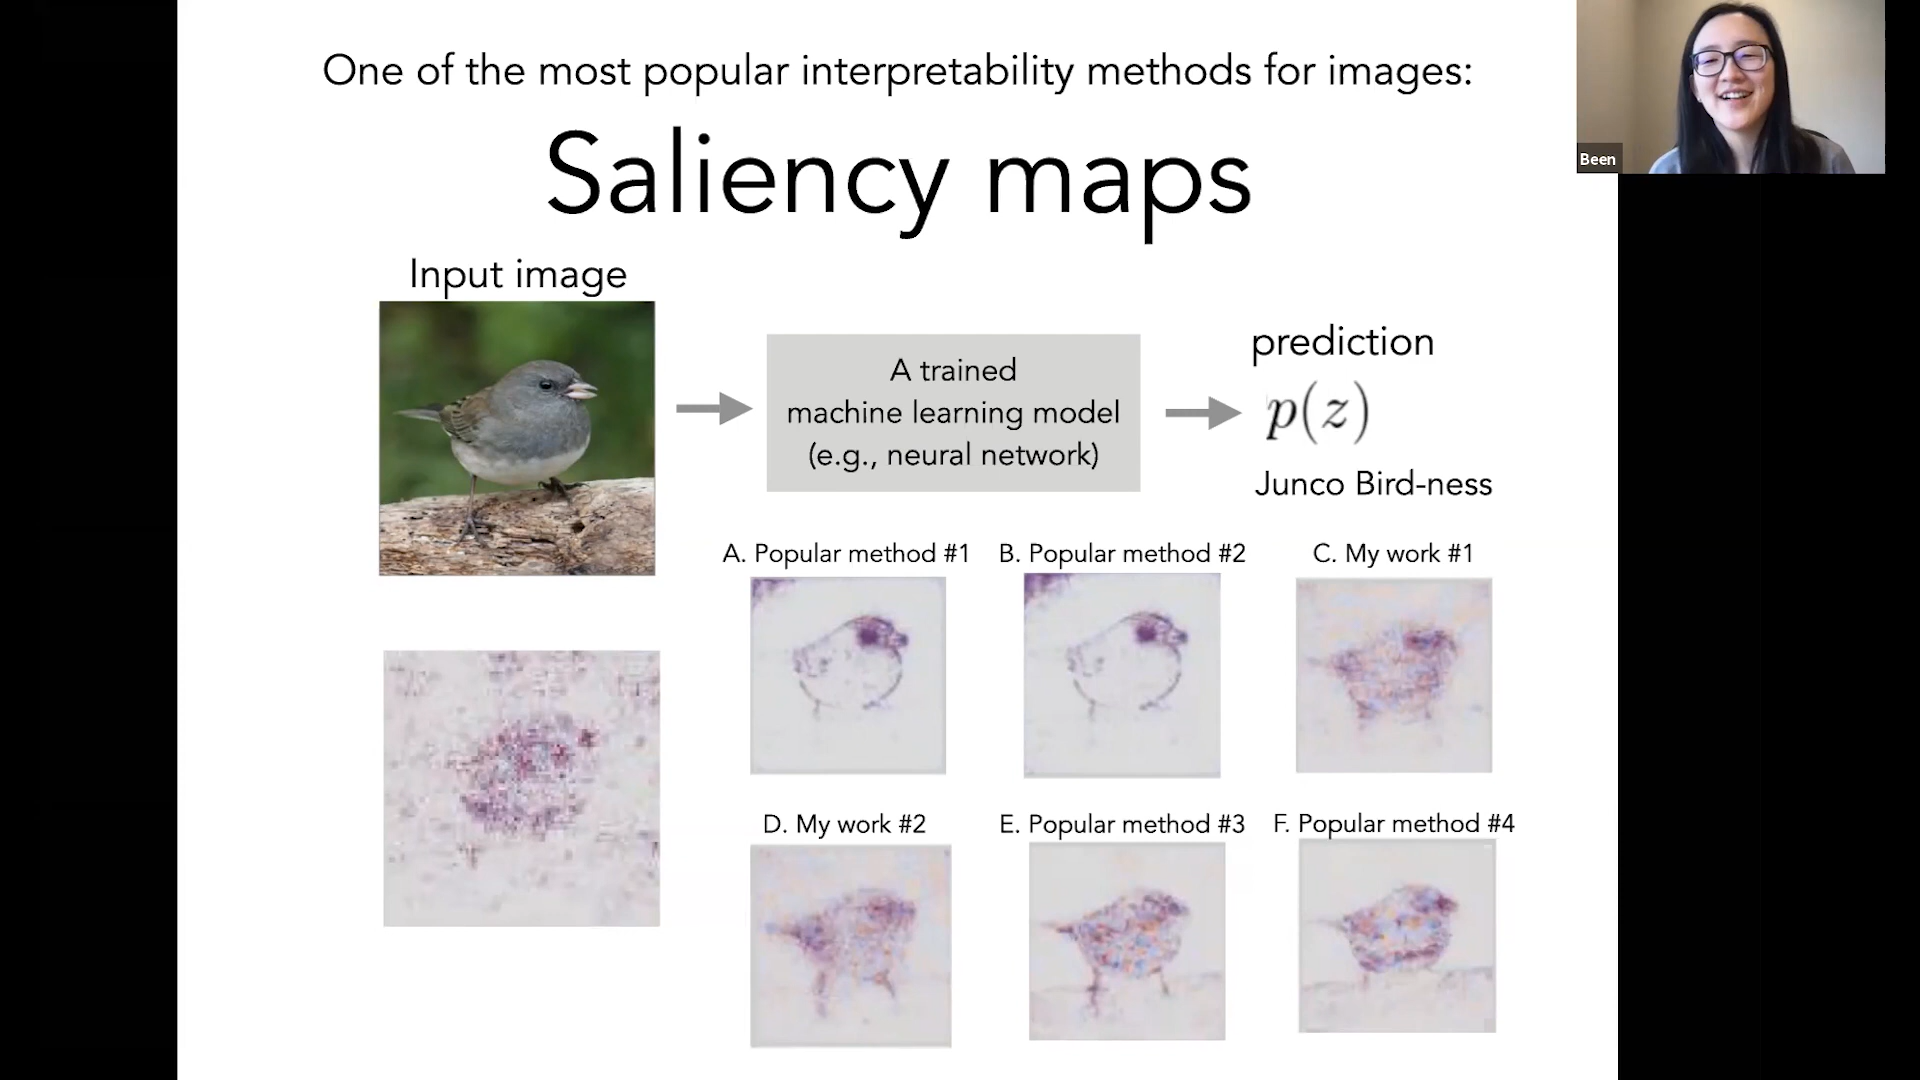 One of the most popular interpretability methods for images:
Saliency maps
Been
Input image
A trained
machine learning model
(e.g., neural network)
prediction
p(z)
Junco Bird-ness
A. Popular method #1
B. Popular method #2
C. My work #1
D. My work #2
E. Popular method #3
F. Popular method #4